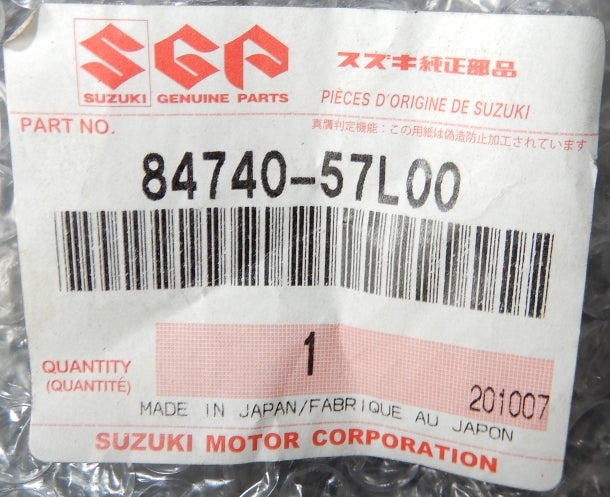 SGP
スズキ純正部品
SUZUKI GENUINE PARTS
PIÈCES D'ORIGINE DE SUZUKI
PART NO.
真贋判定機能：この用紙は偽造防止加工されています
84740-57L00
1
QUANTITY
(QUANTITÉ)
201007
MADE IN JAPAN/FABRIQUE AU JAPON
SUZUKI MOTOR CORPORATION